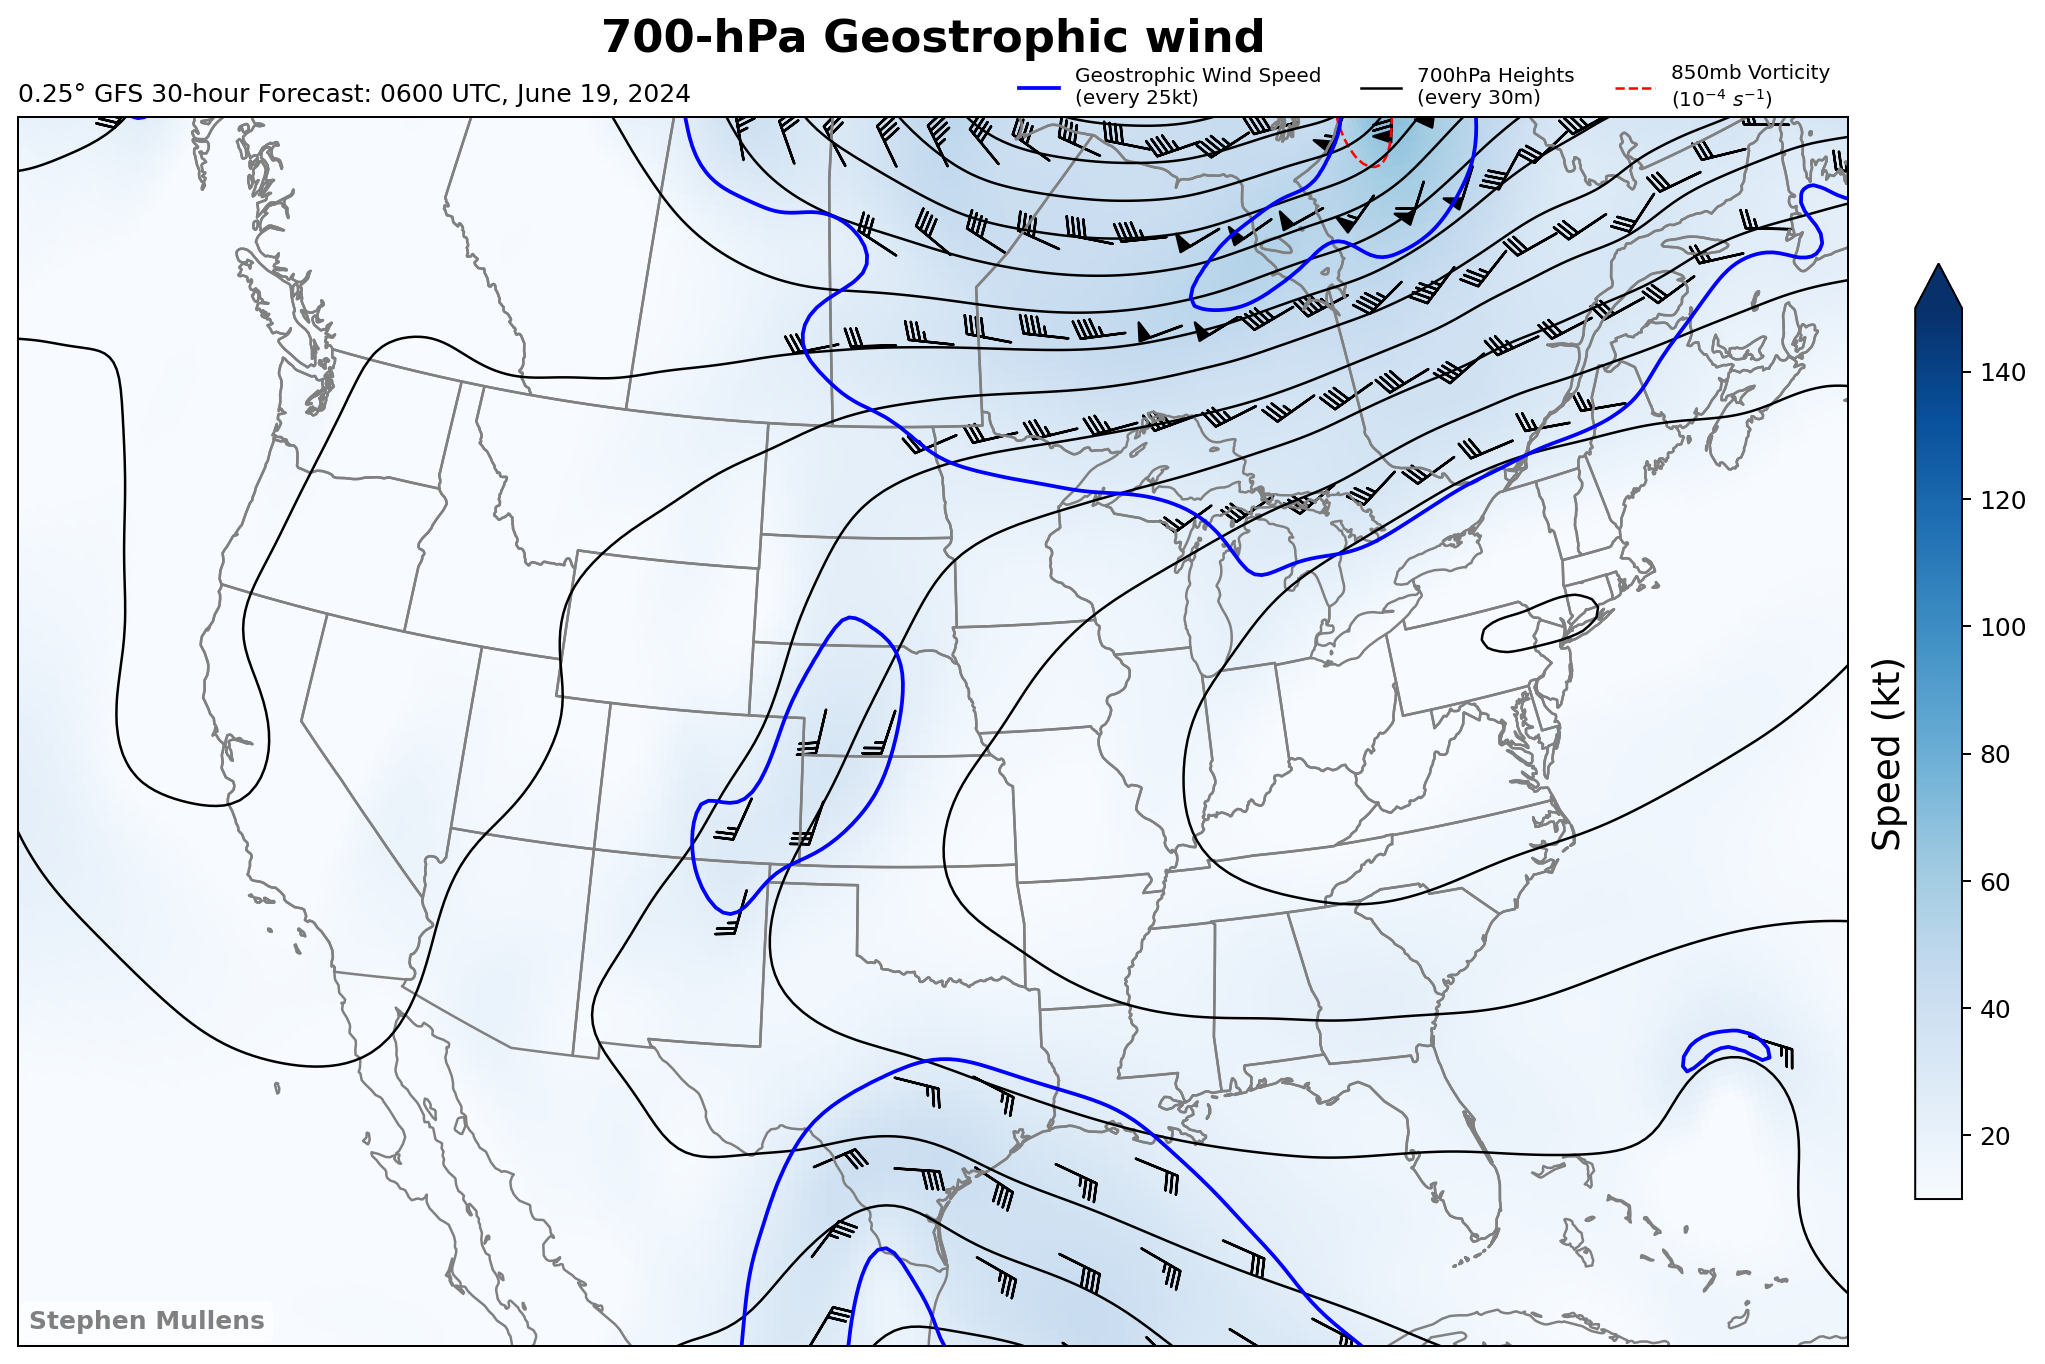 700-hPa Geostrophic wind
0.25° GFS 30-hour Forecast: 0600 UTC, June 19, 2024
Geostrophic Wind Speed
(every 25kt)
700hPa Heights
(every 30m)
850mb Vorticity
(10⁻⁴ s⁻¹)
140
120
100
80
60
40
20
Speed (kt)
Stephen Mullens